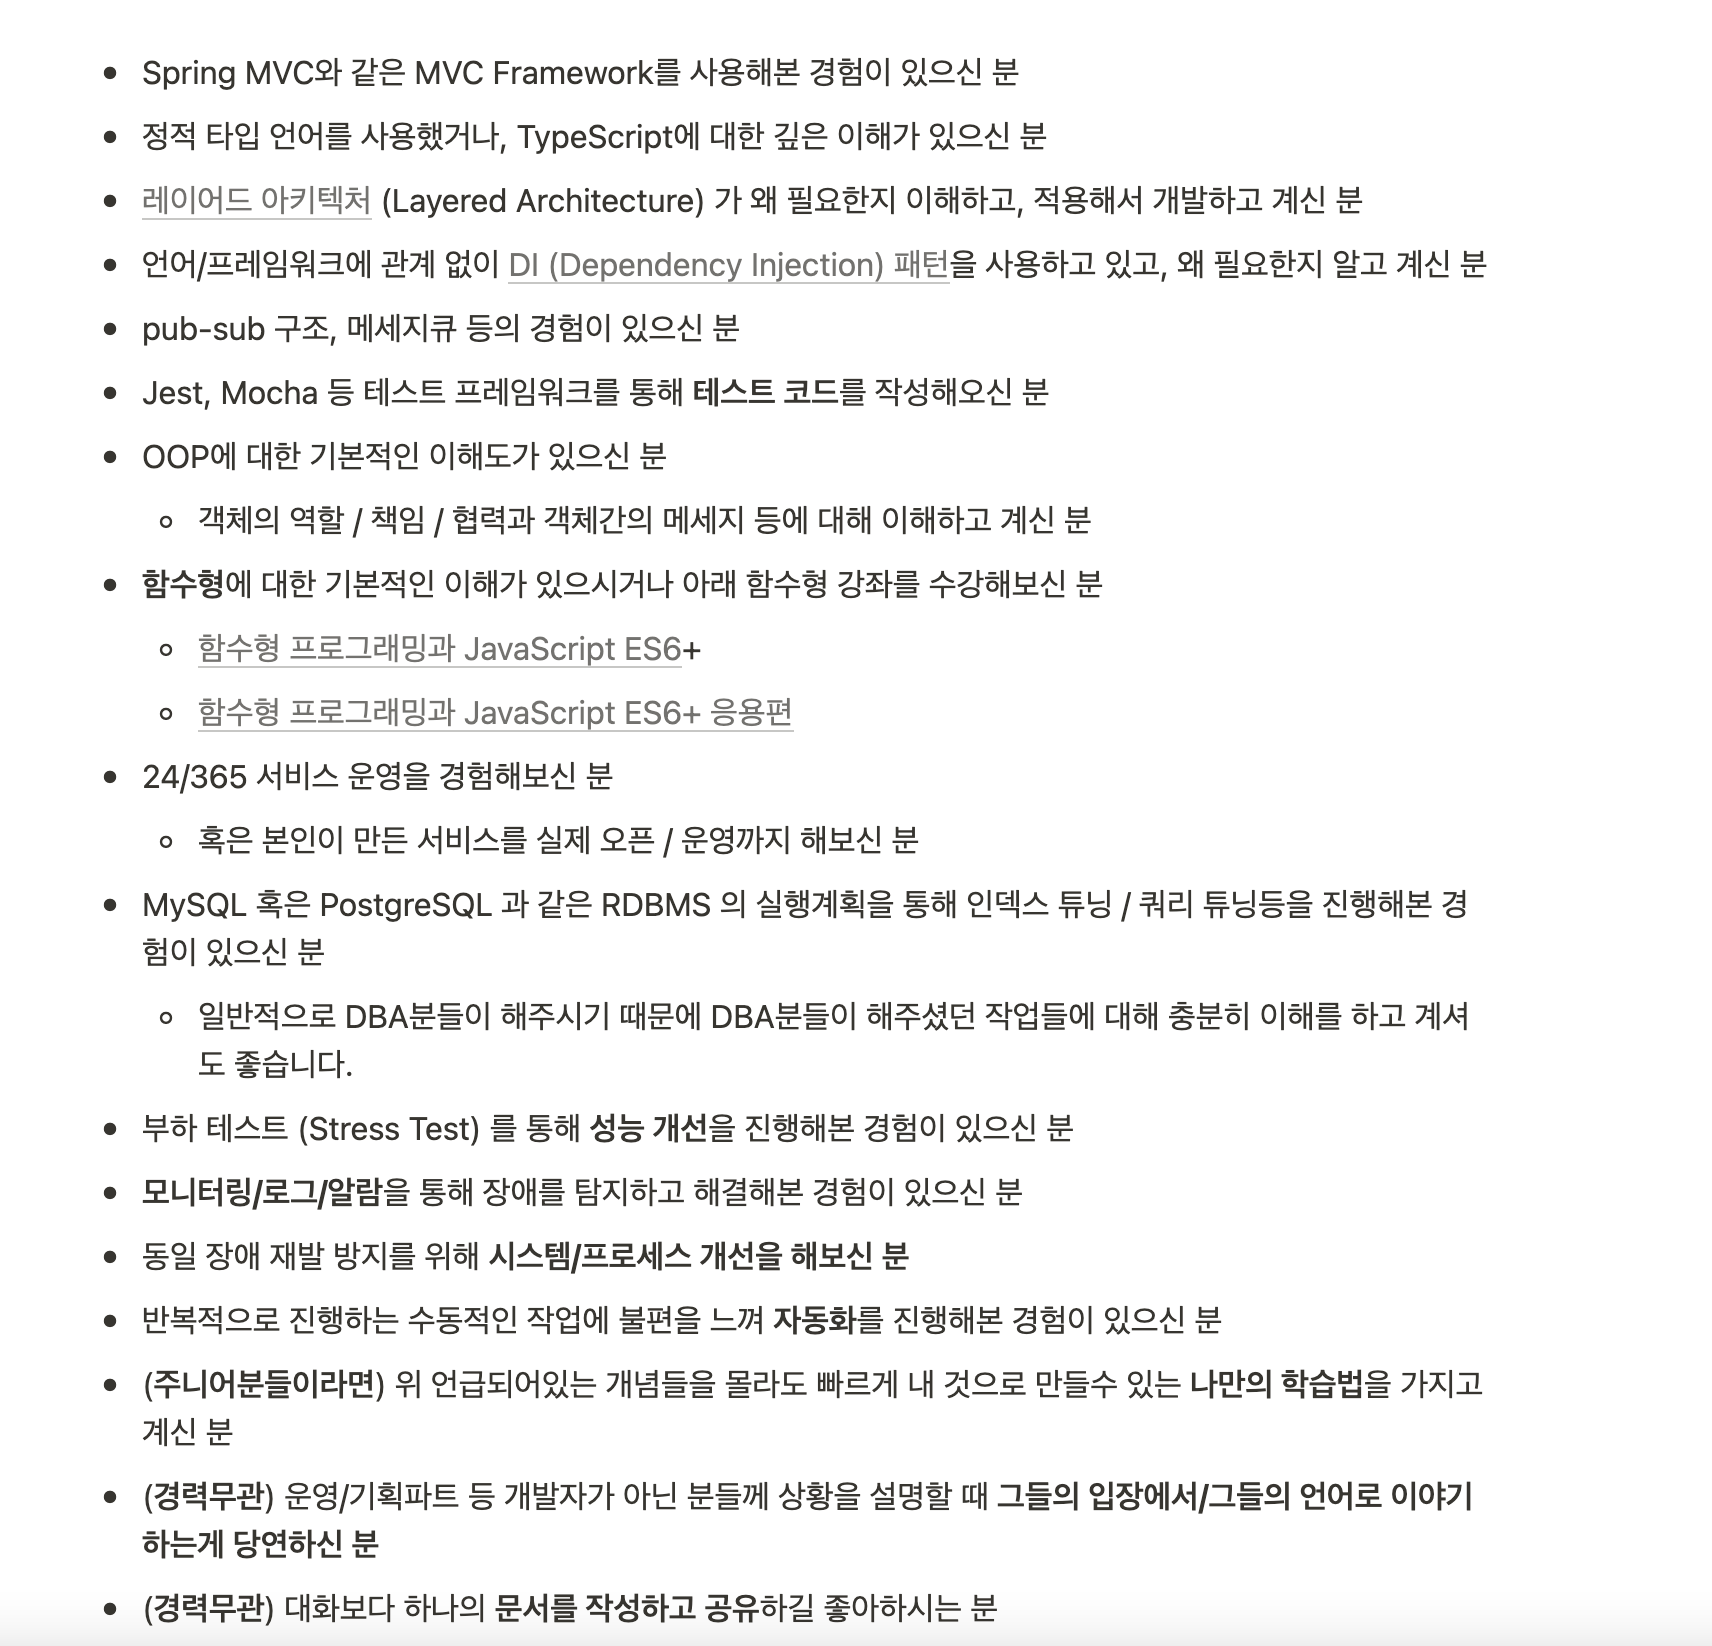 • Spring MVC와 같은 MVC Framework를 사용해본 경험이 있으신 분
• 정적 타입 언어를 사용했거나, TypeScript에 대한 깊은 이해가 있으신 분
• 레이어드 아키텍처 (Layered Architecture) 가 왜 필요한지 이해하고, 적용해서 개발하고 계신 분
• 언어/프레임워크에 관계 없이 DI (Dependency Injection) 패턴을 사용하고 있고, 왜 필요한지 알고 계신 분
• pub-sub 구조, 메세지큐 등의 경험이 있으신 분
• Jest, Mocha 등 테스트 프레임워크를 통해 테스트 코드를 작성해오신 분
• OOP에 대한 기본적인 이해도가 있으신 분
◦ 객체의 역할 / 책임 / 협력과 객체간의 메세지 등에 대해 이해하고 계신 분
• 함수형에 대한 기본적인 이해가 있으시거나 아래 함수형 강좌를 수강해보신 분
◦ 함수형 프로그래밍과 JavaScript ES6+
◦ 함수형 프로그래밍과 JavaScript ES6+ 응용편
• 24/365 서비스 운영을 경험해보신 분
◦ 혹은 본인이 만든 서비스를 실제 오픈 / 운영까지 해보신 분
• MySQL 혹은 PostgreSQL 과 같은 RDBMS 의 실행계획을 통해 인덱스 튜닝 / 쿼리 튜닝등을 진행해본 경
험이 있으신 분
◦ 일반적으로 DBA분들이 해주시기 때문에 DBA분들이 해주셨던 작업들에 대해 충분히 이해를 하고 계셔
도 좋습니다.
• 부하 테스트 (Stress Test) 를 통해 성능 개선을 진행해본 경험이 있으신 분
• 모니터링/로그/알람을 통해 장애를 탐지하고 해결해본 경험이 있으신 분
• 동일 장애 재발 방지를 위해 시스템/프로세스 개선을 해보신 분
• 반복적으로 진행하는 수동적인 작업에 불편을 느껴 자동화를 진행해본 경험이 있으신 분
• (주니어분들이라면) 위 언급되어있는 개념들을 몰라도 빠르게 내 것으로 만들수 있는 나만의 학습법을 가지고
계신 분
• (경력무관) 운영/기획파트 등 개발자가 아닌 분들께 상황을 설명할 때 그들의 입장에서/그들의 언어로 이야기
하는게 당연하신 분
• (경력무관) 대화보다 하나의 문서를 작성하고 공유하길 좋아하시는 분